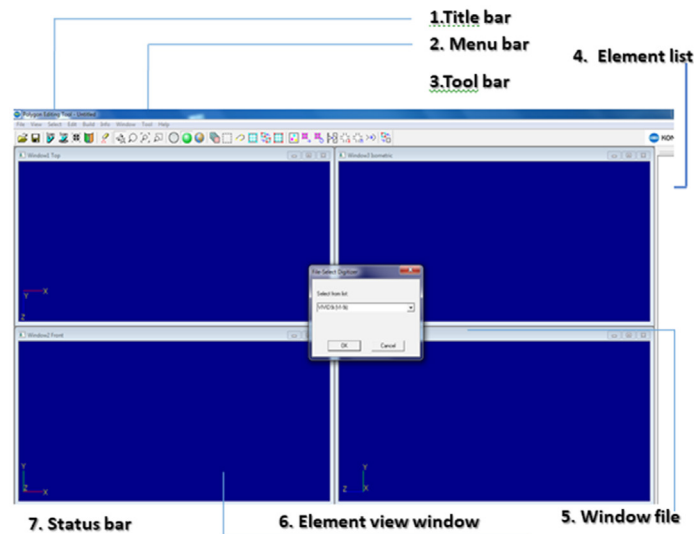 1.Title bar
2. Menu bar
3.Tool bar
4. Element list
Polygon Editing Tool - Untitled
File View Select Edit Build Info Window Tool Help
KON
Window1 Top
Window3 Isometric
File-Select Digitizer
Select from list.
OK Cancel
Window2 Front
Y X
Z
Y
Z X
Y
Z X
7. Status bar
6. Element view window
5. Window file